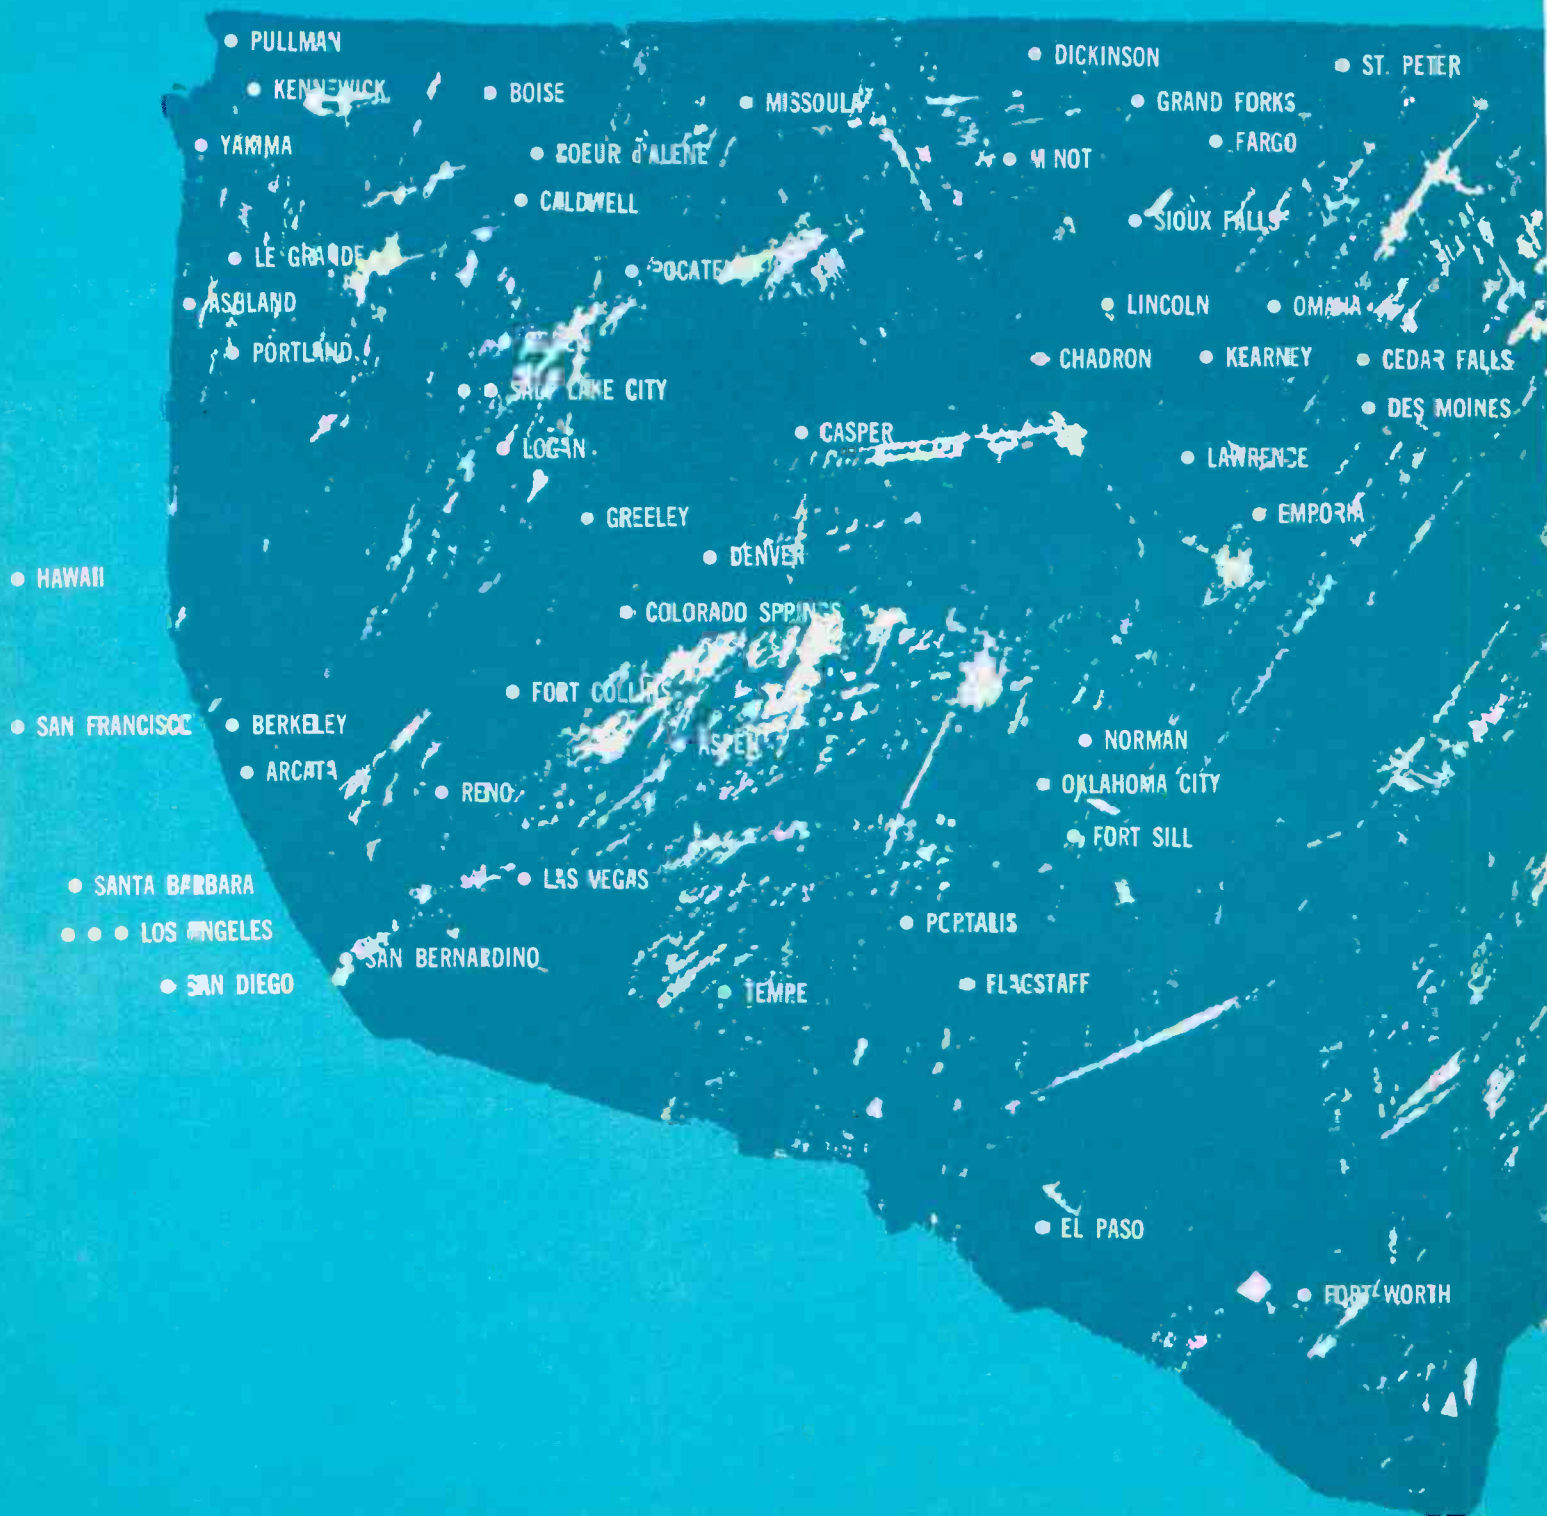 PULLMAN
DICKINSON
ST. PETER
KENNEWICK
BOISE
MISSOULA
GRAND FORKS
YAKIMA
COEUR d'ALENE
FARGO
CALDWELL
SIOUX FALLS
LE GRANDE
ASHLAND
LINCOLN
OMAHA
PORTLAND
CHADRON
KEARNEY
CEDAR FALLS
SALT LAKE CITY
DES MOINES
CASPER
LOGAN
LAWRENCE
GREELEY
EMPORIA
DENVER
HAWAII
COLORADO SPRINGS
FORT COLLINS
SAN FRANCISCO
BERKELEY
ASPEN
NORMAN
ARCATA
RENO
OKLAHOMA CITY
FORT SILL
LAS VEGAS
SANTA BARBARA
PORTALIS
LOS ANGELES
SAN BERNARDINO
SAN DIEGO
TEMPE
FLAGSTAFF
EL PASO
FORT WORTH